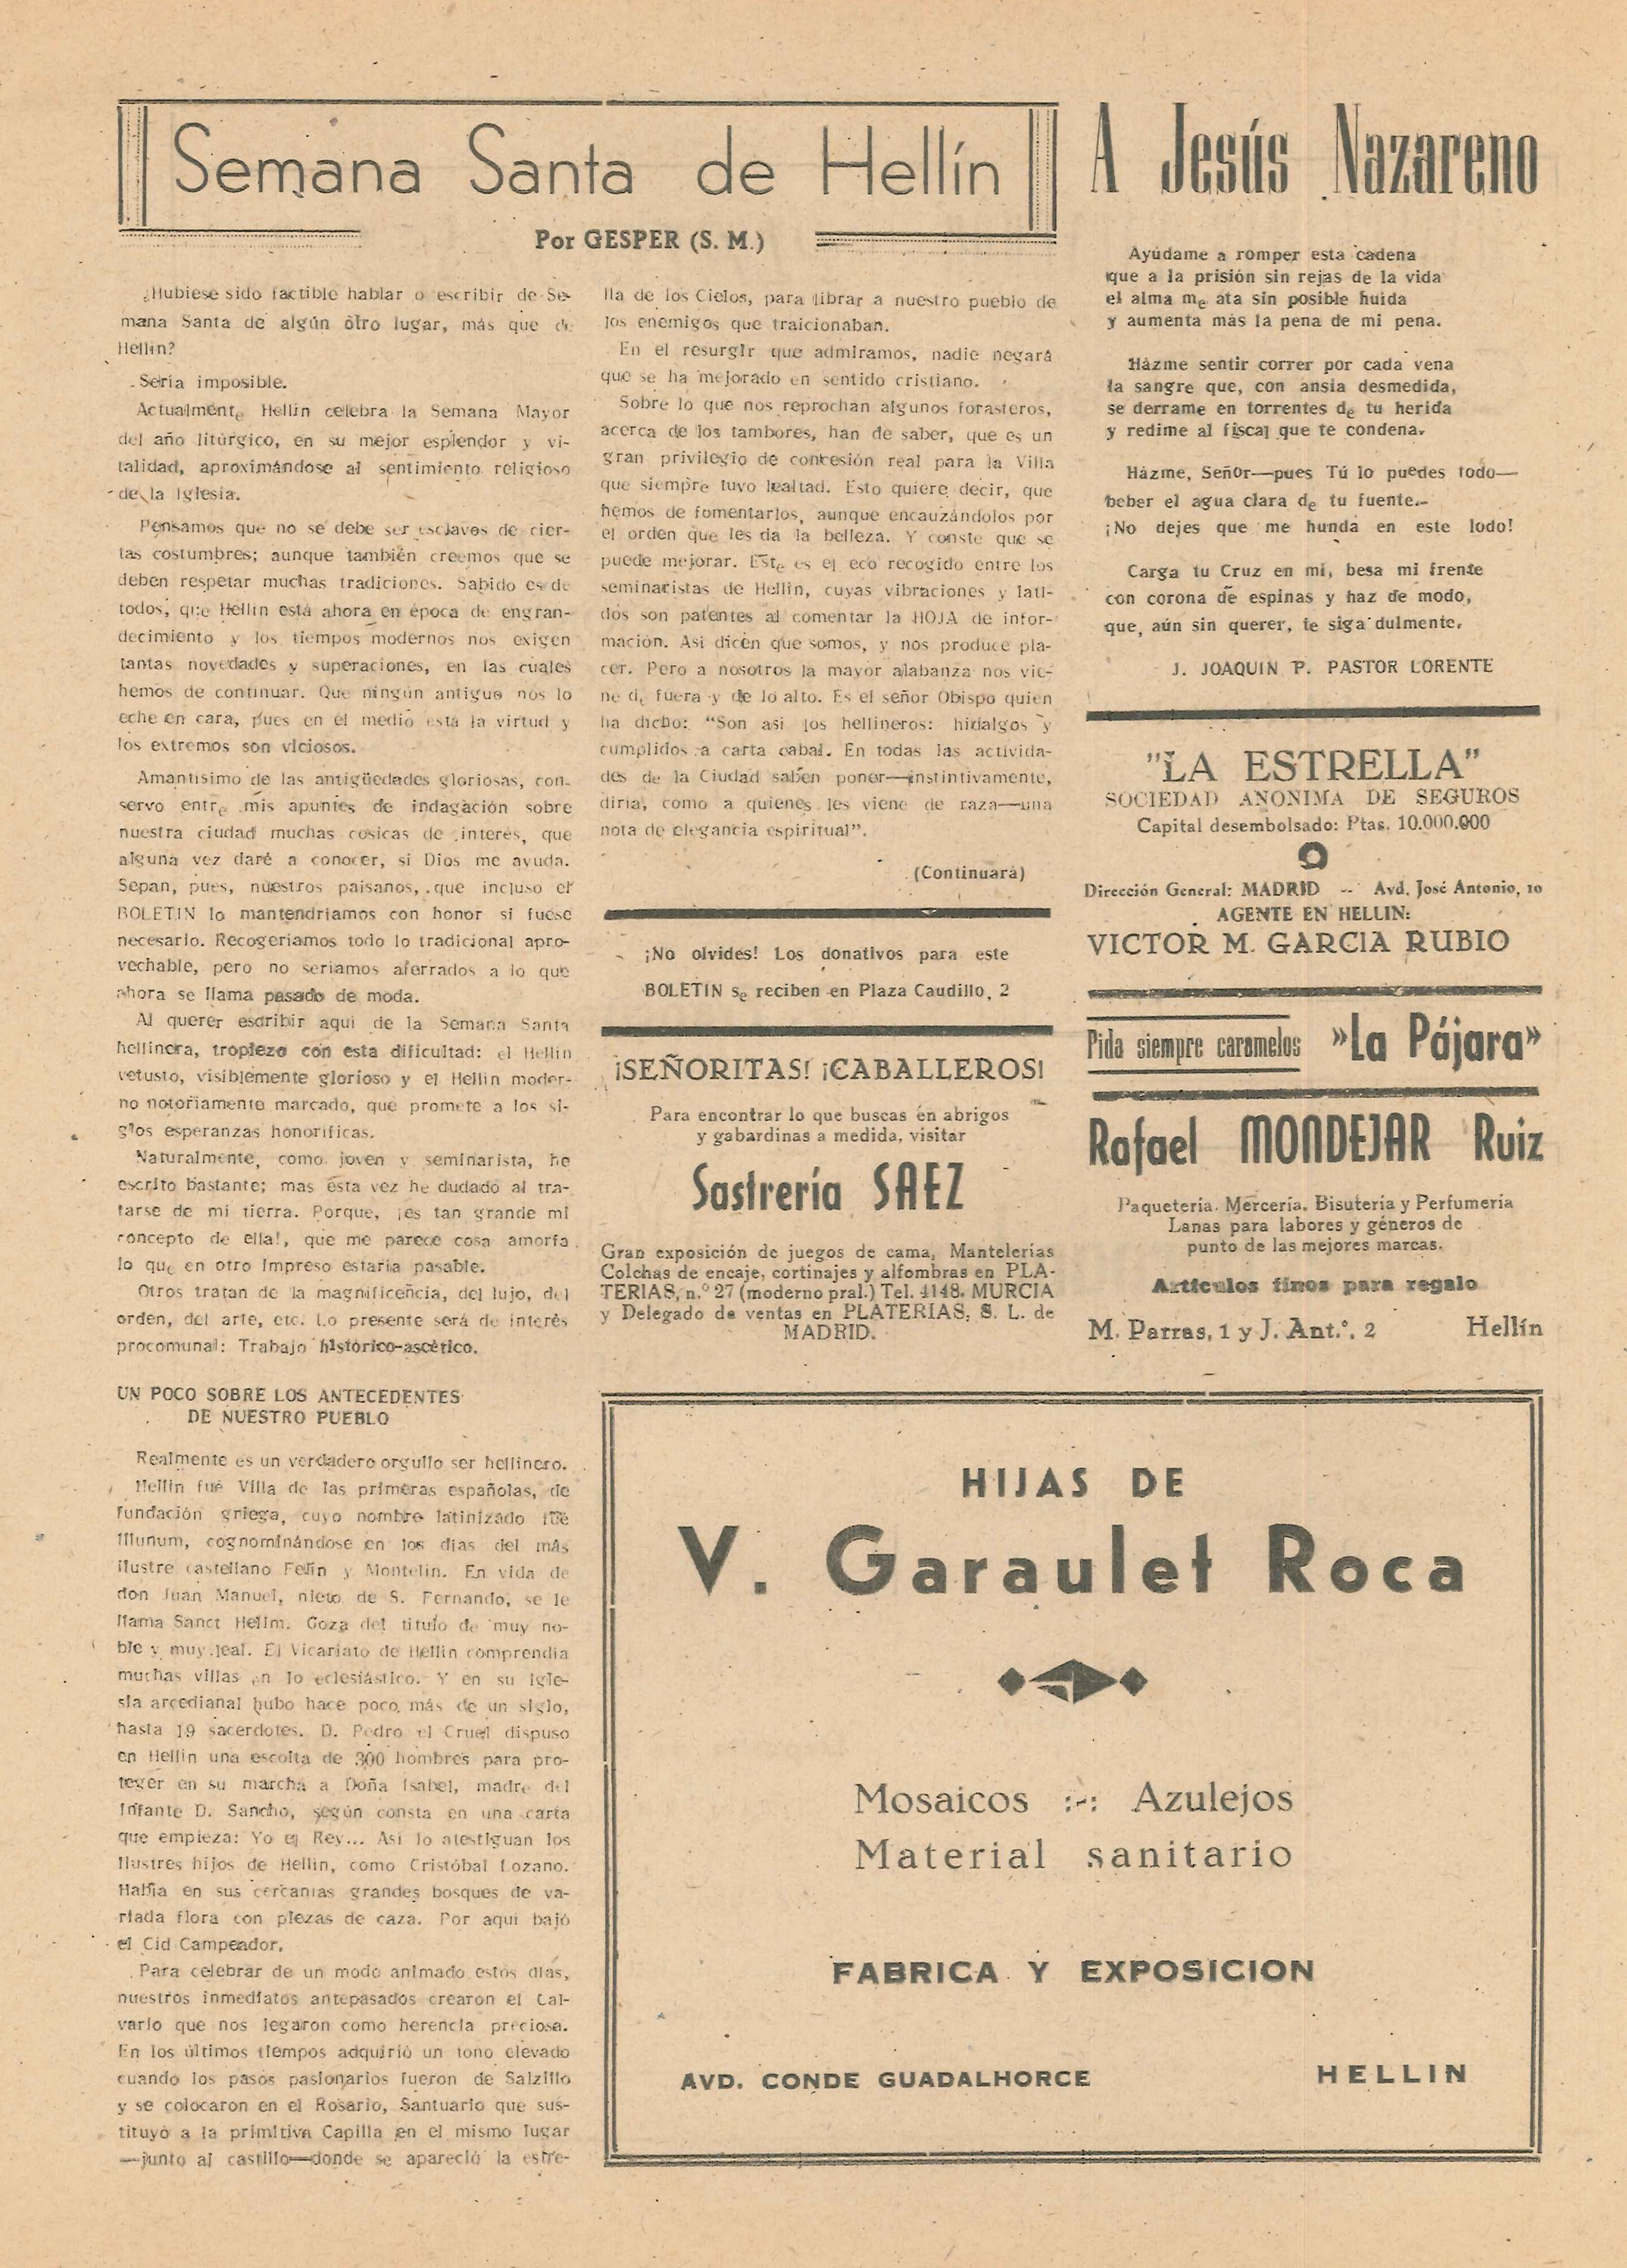 Semana Santa de Hellín
Por GESPER (S. M.)
¿Hubiese sido factible hablar o escribir de Se-
mana Santa de algún otro lugar, más que de
Hellín?
Sería imposible.
Actualmente Hellín celebra la Semana Mayor
del año litúrgico, en su mejor esplendor y vi-
talidad, aproximándose al sentimiento religioso
de la Iglesia.
Pensamos que no se debe ser esclavos de cier-
tas costumbres; aunque también creemos que se
deben respetar muchas tradiciones. Sabido es de
todos, que Hellín está ahora en época de engran-
decimiento y los tiempos modernos nos exigen
tantas novedades y superaciones, en las cuales
hemos de continuar. Que ningún antiguo nos lo
eche en cara, pues en el medio está la virtud y
los extremos son viciosos.
Amantísimo de las antigüedades gloriosas, con-
servo entre mis apuntes de indagación sobre
nuestra ciudad muchas cosicas de interés, que
alguna vez daré a conocer, si Dios me ayuda.
Sepan, pues, nuestros paisanos, que incluso el
BOLETIN lo mantendríamos con honor si fuese
necesario. Recogeríamos todo lo tradicional apro-
vechable, pero no seríamos aferrados a lo que
ahora se llama pasado de moda.
Al querer escribir aquí de la Semana Santa
hellinera, tropiezo con esta dificultad: el Hellín
vetusto, visiblemente glorioso y el Hellín moder-
no notoriamente marcado, que promete a los si-
glos esperanzas honoríficas.
Naturalmente, como joven y seminarista, he
escrito bastante; mas ésta vez he dudado al tra-
tarse de mi tierra. Porque, ¡es tan grande mi
concepto de ella!, que me parece cosa amorfa
lo que en otro Impreso estaría pasable.
Otros tratan de la magnificencia, del lujo, del
orden, del arte, etc. Lo presente será de interés
procomunal: Trabajo histórico-ascético.
UN POCO SOBRE LOS ANTECEDENTES
DE NUESTRO PUEBLO
Realmente es un verdadero orgullo ser hellinero.
Hellín fué Villa de las primeras españolas, de
fundación griega, cuyo nombre latinizado fué
Illunum, cognominándose en los días del más
ilustre castellano Felín y Montelín. En vida de
don Juan Manuel, nieto de S. Fernando, se le
llama Sanct Hellm. Goza del título de muy no-
ble y muy leal. El Vicariato de Hellín comprendía
muchas villas en lo eclesiástico. Y en su Igle-
sia arcedianal hubo hace poco más de un siglo,
hasta 19 sacerdotes. D. Pedro el Cruel dispuso
en Hellín una escolta de 300 hombres para pro-
teger en su marcha a Doña Isabel, madre del
Infante D. Sancho, según consta en una carta
que empieza: Yo el Rey... Así lo atestiguan los
Ilustres hijos de Hellín, como Cristóbal Lozano.
Había en sus cercanías grandes bosques de va-
riada flora con piezas de caza. Por aquí bajó
el Cid Campeador.
Para celebrar de un modo animado estos días,
nuestros inmediatos antepasados crearon el Cal-
vario que nos legaron como herencia preciosa.
En los últimos tiempos adquirió un tono elevado
cuando los pasos pasionarios fueron de Salzillo
y se colocaron en el Rosario, Santuario que sus-
tituyó a la primitiva Capilla en el mismo lugar
—junto al castillo—donde se apareció la estre-
lla de los Cielos, para librar a nuestro pueblo de
los enemigos que traicionaban.
En el resurgir que admiramos, nadie negará
que se ha mejorado en sentido cristiano.
Sobre lo que nos reprochan algunos forasteros,
acerca de los tambores, han de saber, que es un
gran privilegio de contesión real para la Villa
que siempre tuvo lealtad. Esto quiere decir, que
hemos de fomentarlos, aunque encauzándolos por
el orden que les da la belleza. Y conste que se
puede mejorar. Este es el eco recogido entre los
seminaristas de Hellín, cuyas vibraciones y lati-
dos son patentes al comentar la HOJA de infor-
mación. Así dicen que somos, y nos produce pla-
cer. Pero a nosotros la mayor alabanza nos vie-
ne de fuera y de lo alto. Es el señor Obispo quien
ha dicho: “Son así los hellineros: hidalgos y
cumplidos a carta cabal. En todas las activida-
des de la Ciudad saben poner—instintivamente,
diría, como a quienes les viene de raza—una
nota de elegancia espiritual”.
(Continuará)
¡No olvides! Los donativos para este
BOLETIN se reciben en Plaza Caudillo, 2
¡SEÑORITAS! ¡CABALLEROS!
Para encontrar lo que buscas en abrigos
y gabardinas a medida, visitar
Sastrería SAEZ
Gran exposición de juegos de cama, Mantelerías
Colchas de encaje, cortinajes y alfombras en PLA-
TERIAS, n.º 27 (moderno pral.) Tel. 4148. MURCIA
y Delegado de ventas en PLATERIAS, S. L. de
MADRID.
A Jesús Nazareno
Ayúdame a romper esta cadena
que a la prisión sin rejas de la vida
el alma me ata sin posible huída
y aumenta más la pena de mi pena.
Házme sentir correr por cada vena
la sangre que, con ansia desmedida,
se derrame en torrentes de tu herida
y redime al fiscal que te condena.
Házme, Señor—pues Tú lo puedes todo—
beber el agua clara de tu fuente..
¡No dejes que me hunda en este lodo!
Carga tu Cruz en mí, besa mi frente
con corona de espinas y haz de modo,
que, aún sin querer, te siga dulmente.
J. JOAQUIN P. PASTOR LORENTE
"LA ESTRELLA"
SOCIEDAD ANONIMA DE SEGUROS
Capital desembolsado: Ptas. 10.000.000
Dirección General: MADRID -- Avd. José Antonio, 10
AGENTE EN HELLIN:
VICTOR M. GARCIA RUBIO
Pida siempre caramelos »La Pájara»
Rafael MONDEJAR Ruiz
Paquetería. Mercería. Bisutería y Perfumería
Lanas para labores y géneros de
punto de las mejores marcas.
Artículos finos para regalo
M. Parras, 1 y J. Ant.º. 2 Hellín
HIJAS DE
V. Garaulet Roca
Mosaicos :-: Azulejos
Material sanitario
FABRICA Y EXPOSICION
AVD. CONDE GUADALHORCE HELLIN